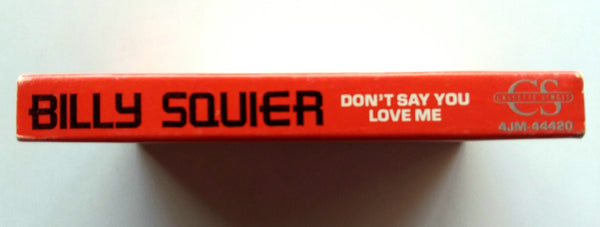 BILLY SQUIER
DON'T SAY YOU
LOVE ME
CS
CASSETTE SINGLE
4JM-44420